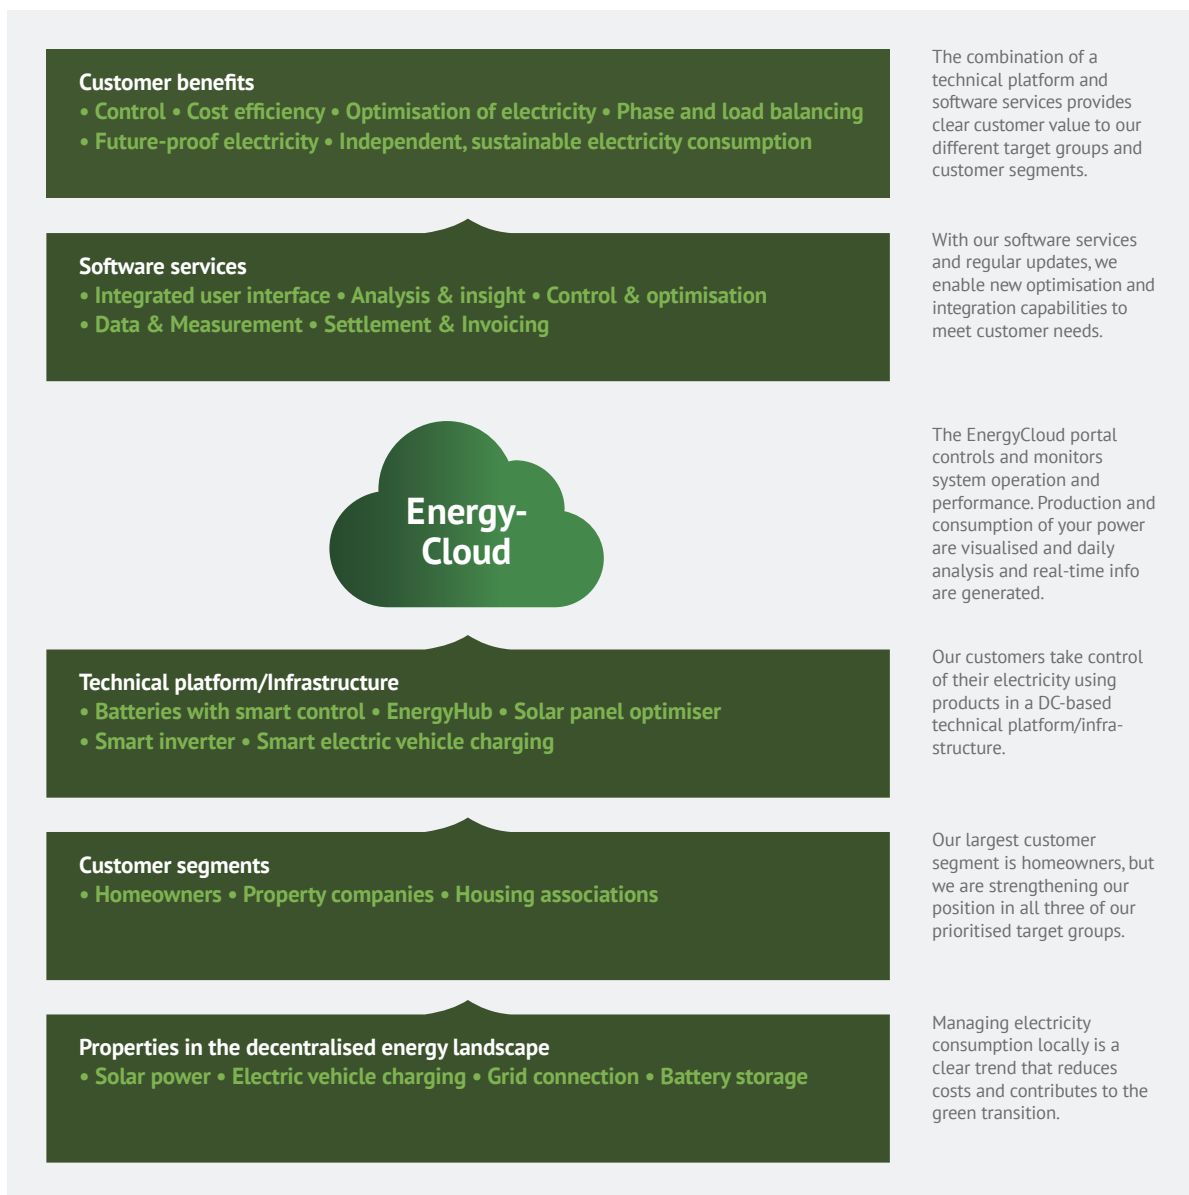 Customer benefits
• Control • Cost efficiency • Optimisation of electricity • Phase and load balancing
• Future-proof electricity • Independent, sustainable electricity consumption
The combination of a
technical platform and
software services provides
clear customer value to our
different target groups and
customer segments.
Software services
• Integrated user interface • Analysis & insight • Control & optimisation
• Data & Measurement • Settlement & Invoicing
With our software services
and regular updates, we
enable new optimisation and
integration capabilities to
meet customer needs.
Energy-
Cloud
The EnergyCloud portal
controls and monitors
system operation and
performance. Production and
consumption of your power
are visualised and daily
analysis and real-time info
are generated.
Technical platform/Infrastructure
• Batteries with smart control • EnergyHub • Solar panel optimiser
• Smart inverter • Smart electric vehicle charging
Our customers take control
of their electricity using
products in a DC-based
technical platform/infra-
structure.
Customer segments
• Homeowners • Property companies • Housing associations
Our largest customer
segment is homeowners, but
we are strengthening our
position in all three of our
prioritised target groups.
Properties in the decentralised energy landscape
• Solar power • Electric vehicle charging • Grid connection • Battery storage
Managing electricity
consumption locally is a
clear trend that reduces
costs and contributes to the
green transition.